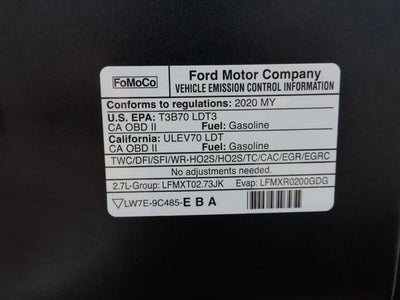 FoMoCo
Ford Motor Company
VEHICLE EMISSION CONTROL INFORMATION
Conforms to regulations: 2020 MY
U.S. EPA: T3B70 LDT3
CA OBD II Fuel: Gasoline
California: ULEV70 LDT
CA OBD II Fuel: Gasoline
TWC/DFI/SFI/WR-HO2S/HO2S/TC/CAC/EGR/EGRC
No adjustments needed.
2.7L-Group: LFMXT02.73JK Evap: LFMXR0200GDG
▽LW7E-9C485-E B A